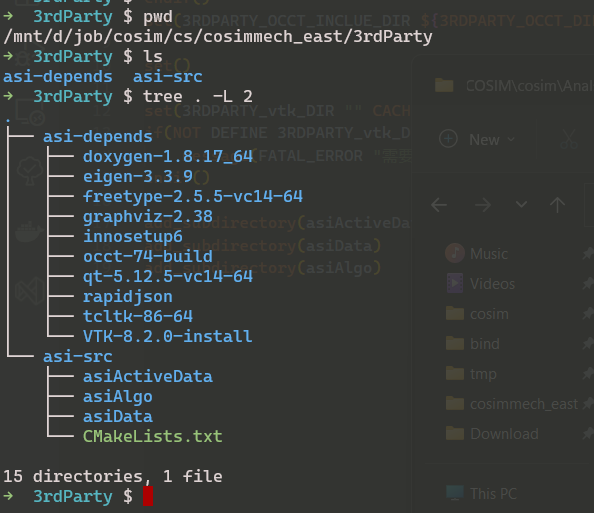 ➜  3rdParty $ pwd
/mnt/d/job/cosim/cs/cosimmech_east/3rdParty
➜  3rdParty $ ls
asi-depends  asi-src
➜  3rdParty $ tree . -L 2
.
├── asi-depends
│   ├── doxygen-1.8.17_64
│   ├── eigen-3.3.9
│   ├── freetype-2.5.5-vc14-64
│   ├── graphviz-2.38
│   ├── innosetup6
│   ├── occt-74-build
│   ├── qt-5.12.5-vc14-64
│   ├── rapidjson
│   ├── tcltk-86-64
│   └── VTK-8.2.0-install
└── asi-src
    ├── asiActiveData
    ├── asiAlgo
    ├── asiData
    └── CMakeLists.txt
15 directories, 1 file
➜  3rdParty $
(3RDPARTY_OCCT_INCLUE_DIR ${3RDPARTY_OCCT_DI
set(3RDPARTY_vtk_DIR "" CACH
if(NOT DEFINE 3RDPARTY_vtk_D
(FATAL_ERROR "需要
subdirectory(asiActiveDa
subdirectory(asiData)
directory(asiAlgo)
COSIM\cosim\Anal
New
Music
Videos
cosim
bind
tmp
cosimmech_east
Download
This PC